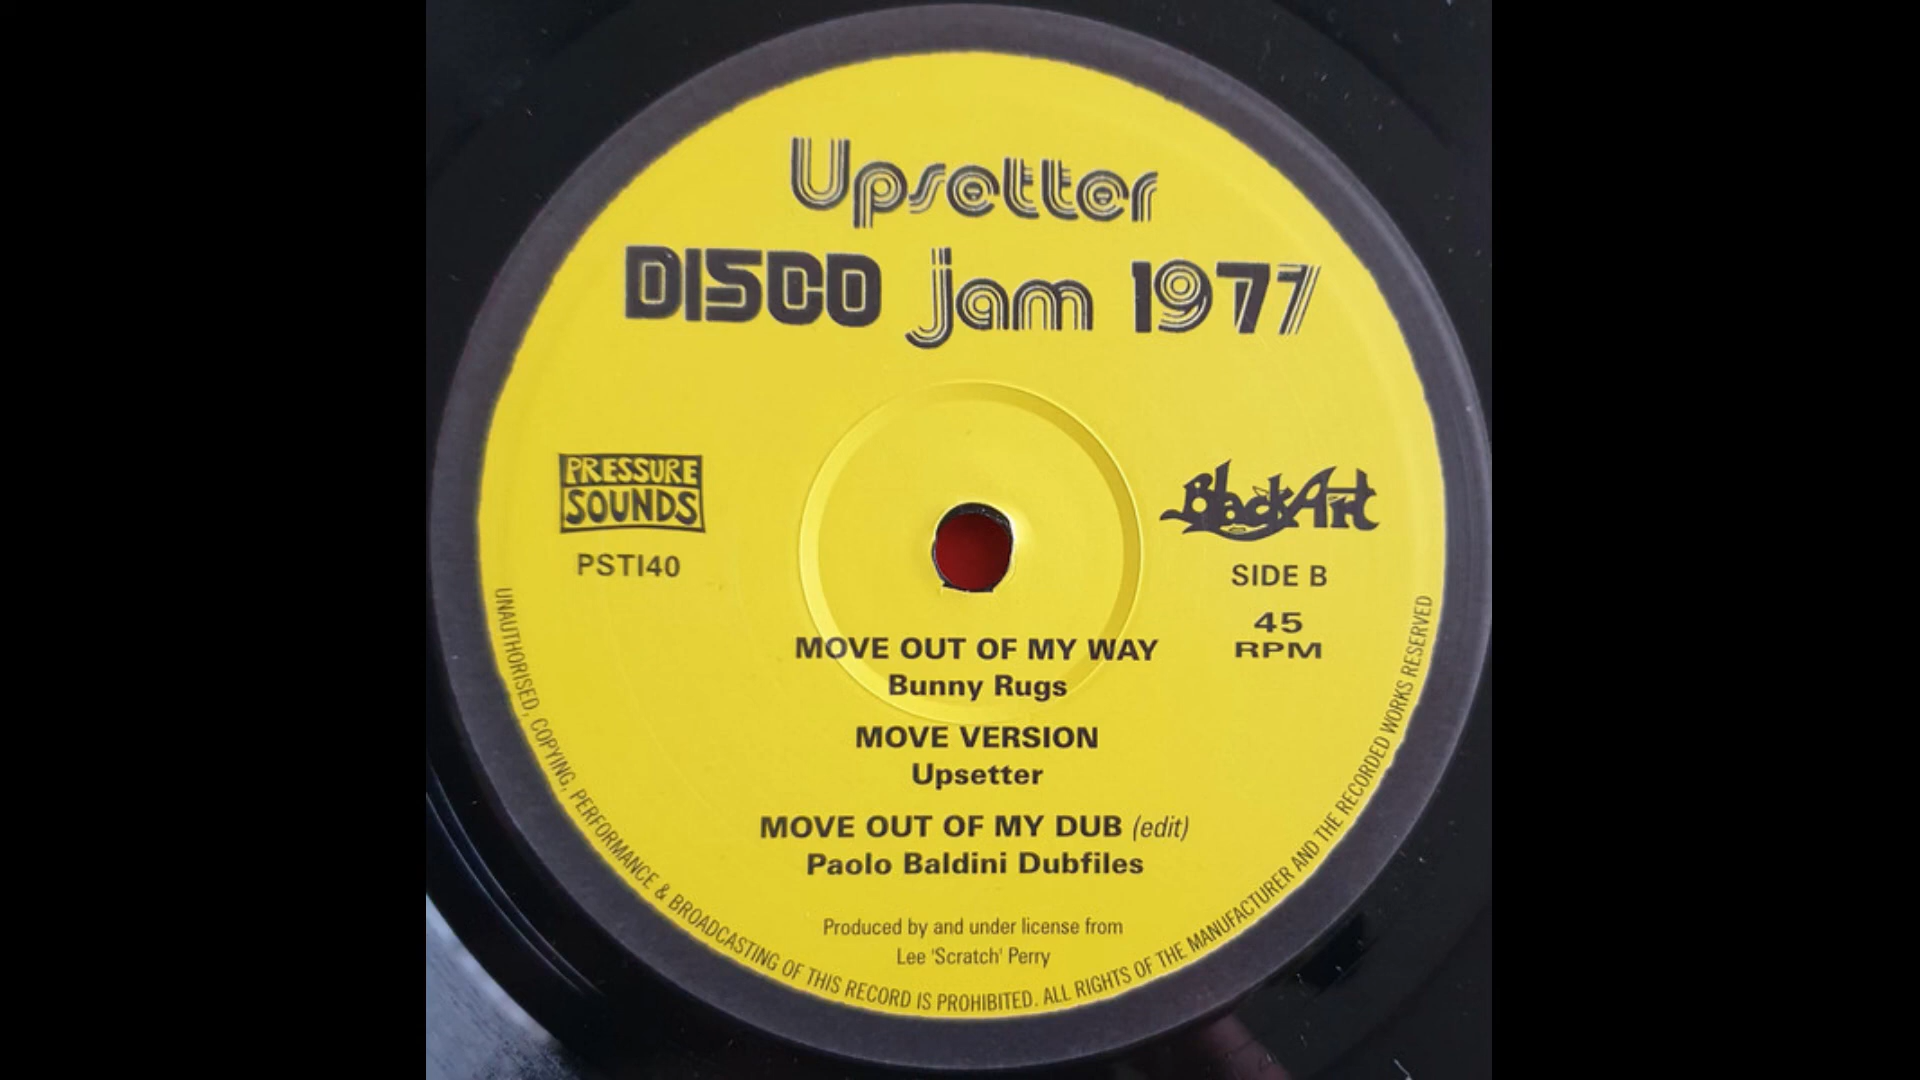 Upsetter
DISCO jam 1977
PRESSURE
SOUNDS
PSTI40
BlackArt
SIDE B
45
RPM
MOVE OUT OF MY WAY
Bunny Rugs
MOVE VERSION
Upsetter
MOVE OUT OF MY DUB (edit)
Paolo Baldini Dubfiles
Produced by and under license from
Lee 'Scratch' Perry
UNAUTHORISED, COPYING, PERFORMANCE & BROADCASTING OF THIS RECORD IS PROHIBITED. ALL RIGHTS OF THE MANUFACTURER AND THE RECORDED WORKS RESERVED